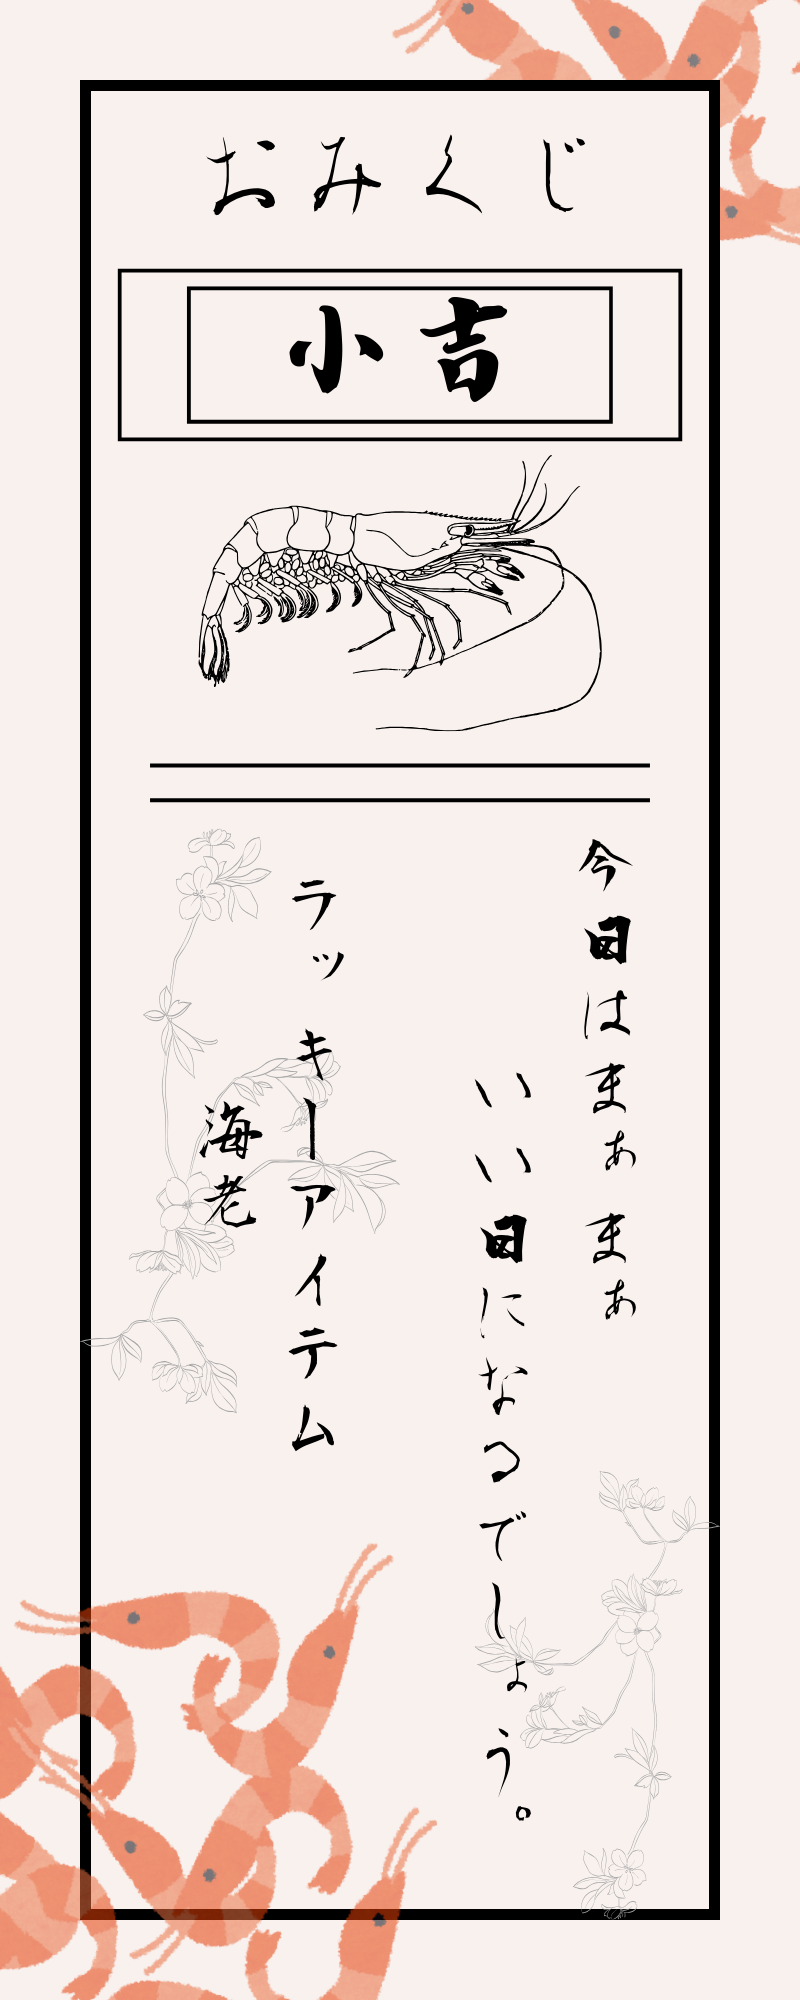 おみくじ
小吉
今日はまぁまぁ
いい日になるでしょう。
ラッキーアイテム
海老